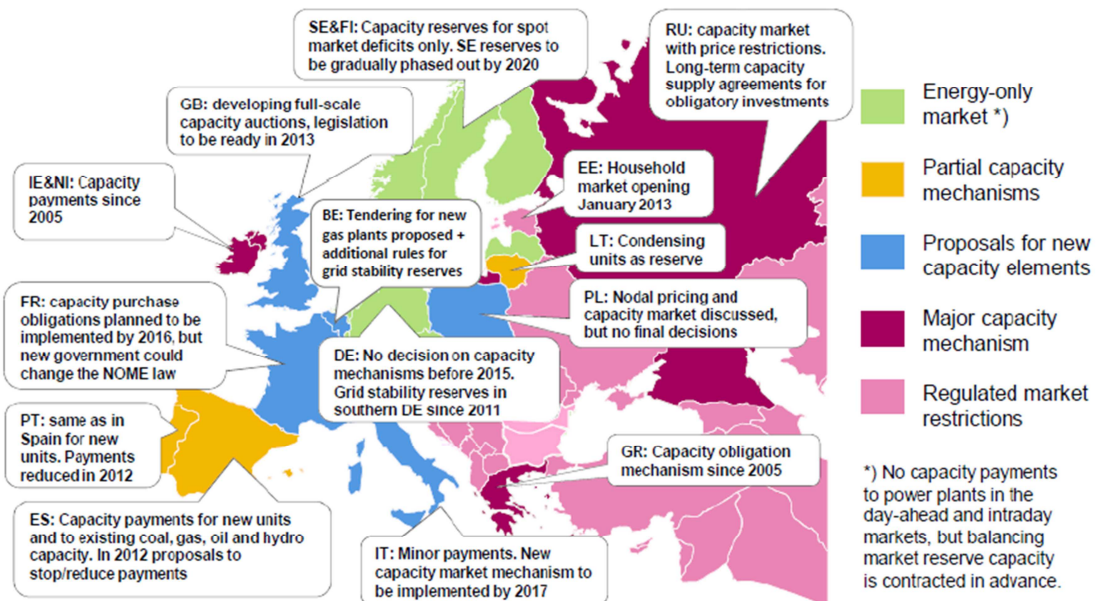 SE&FI: Capacity reserves for spot
market deficits only. SE reserves to
be gradually phased out by 2020
RU: capacity market
with price restrictions.
Long-term capacity
supply agreements for
obligatory investments
GB: developing full-scale
capacity auctions, legislation
to be ready in 2013
IE&NI: Capacity
payments since
2005
BE: Tendering for new
gas plants proposed +
additional rules for
grid stability reserves
EE: Household
market opening
January 2013
LT: Condensing
units as reserve
FR: capacity purchase
obligations planned to be
implemented by 2016, but
new government could
change the NOME law
PL: Nodal pricing and
capacity market discussed,
but no final decisions
DE: No decision on capacity
mechanisms before 2015.
Grid stability reserves in
southern DE since 2011
PT: same as in
Spain for new
units. Payments
reduced in 2012
GR: Capacity obligation
mechanism since 2005
ES: Capacity payments for new units
and to existing coal, gas, oil and hydro
capacity. In 2012 proposals to
stop/reduce payments
IT: Minor payments. New
capacity market mechanism to
be implemented by 2017
Energy-only
market *)
Partial capacity
mechanisms
Proposals for new
capacity elements
Major capacity
mechanism
Regulated market
restrictions
*) No capacity payments
to power plants in the
day-ahead and intraday
markets, but balancing
market reserve capacity
is contracted in advance.